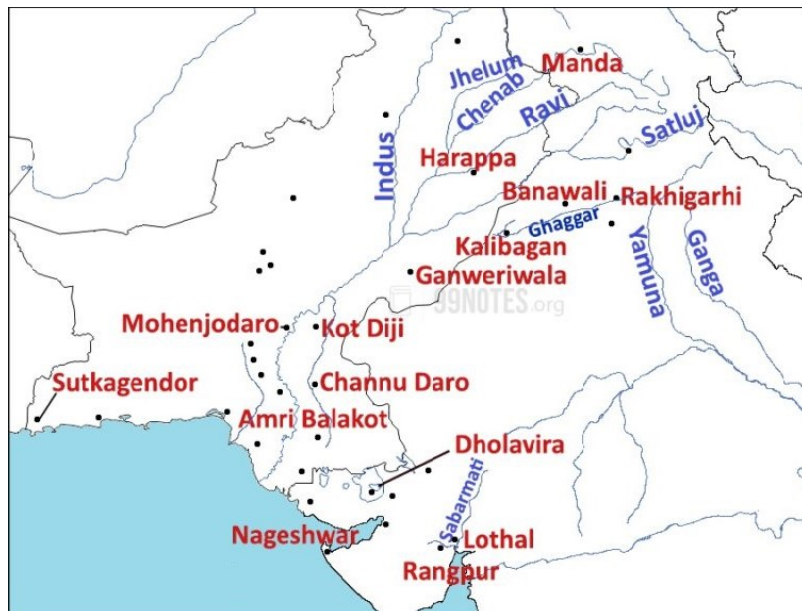 Manda
Jhelum
Chenab
Ravi
Satluj
Indus
Harappa
Banawali
Rakhigarhi
Ghaggar
Kalibagan
Yamuna
Ganga
Ganweriwala
99NOTES.org
Mohenjodaro
Kot Diji
Sutkagendor
Channu Daro
Amri Balakot
Dholavira
Sabarmati
Nageshwar
Lothal
Rangpur